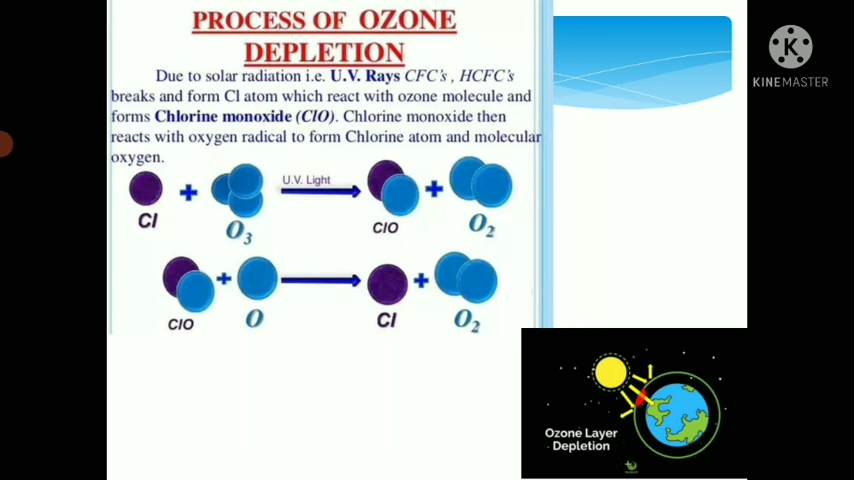 PROCESS OF OZONE
DEPLETION
Due to solar radiation i.e. U.V. Rays CFC's , HCFC's
breaks and form Cl atom which react with ozone molecule and
forms Chlorine monoxide (ClO). Chlorine monoxide then
reacts with oxygen radical to form Chlorine atom and molecular
oxygen.
U.V. Light
Cl + O₃ ClO + O₂
ClO + O Cl + O₂
Ozone Layer
Depletion
K
KINEMASTER